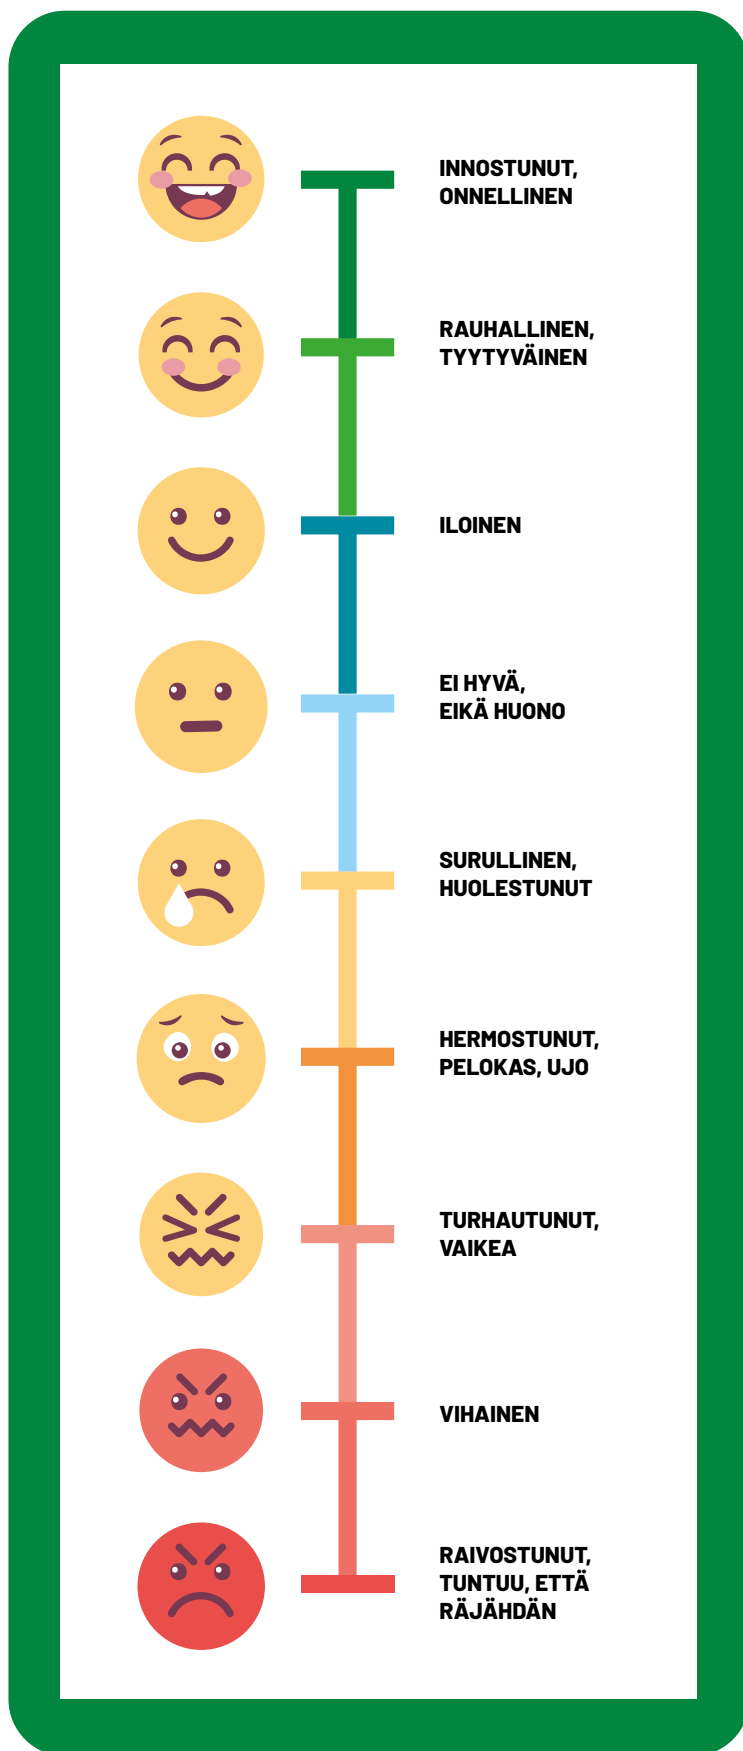 INNOSTUNUT,
ONNELLINEN
RAUHALLINEN,
TYYTYVÄINEN
ILOINEN
EI HYVÄ,
EIKÄ HUONO
SURULLINEN,
HUOLESTUNUT
HERMOSTUNUT,
PELOKAS, UJO
TURHAUTUNUT,
VAIKEA
VIHAINEN
RAIVOSTUNUT,
TUNTUU, ETTÄ
RÄJÄHDÄN